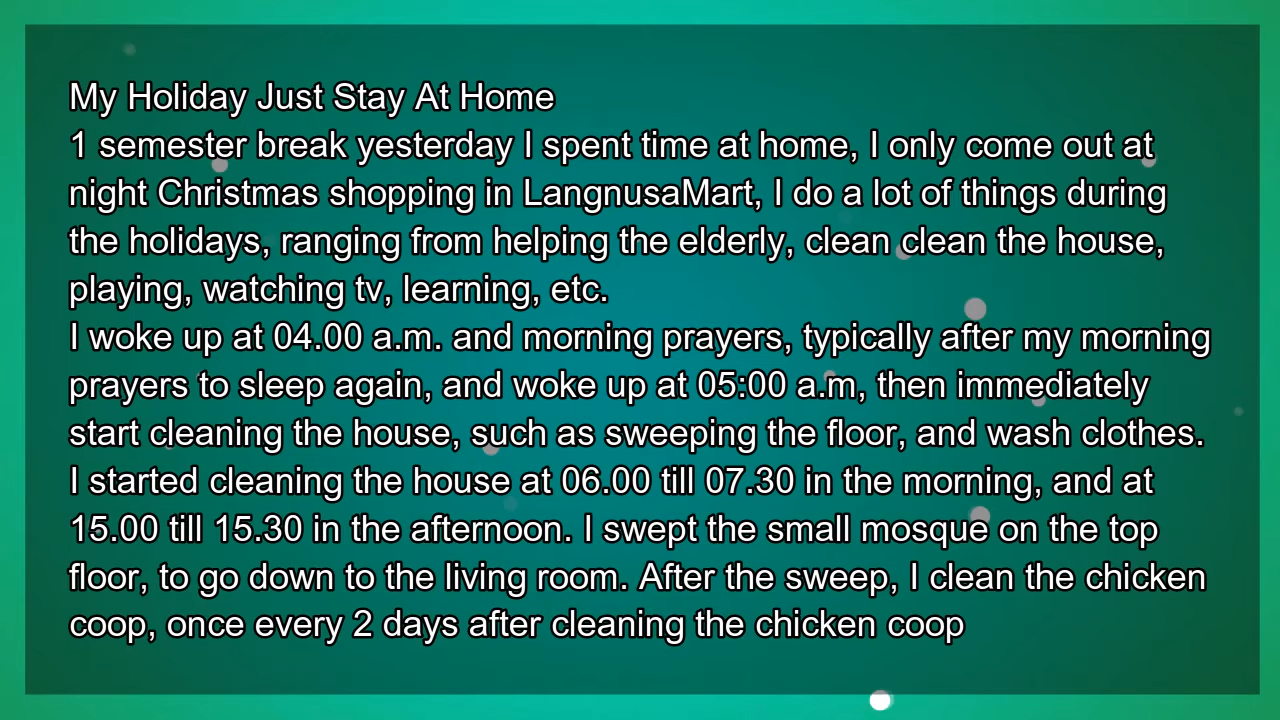 My Holiday Just Stay At Home
1 semester break yesterday I spent time at home, I only come out at
night Christmas shopping in LangnusaMart, I do a lot of things during
the holidays, ranging from helping the elderly, clean clean the house,
playing, watching tv, learning, etc.
I woke up at 04.00 a.m. and morning prayers, typically after my morning
prayers to sleep again, and woke up at 05:00 a.m, then immediately
start cleaning the house, such as sweeping the floor, and wash clothes.
I started cleaning the house at 06.00 till 07.30 in the morning, and at
15.00 till 15.30 in the afternoon. I swept the small mosque on the top
floor, to go down to the living room. After the sweep, I clean the chicken
coop, once every 2 days after cleaning the chicken coop